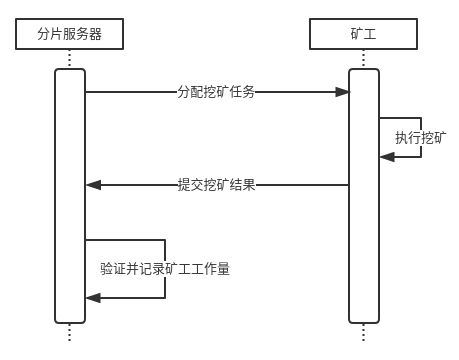 分片服务器
矿工
分配挖矿任务
执行挖矿
提交挖矿结果
验证并记录矿工工作量